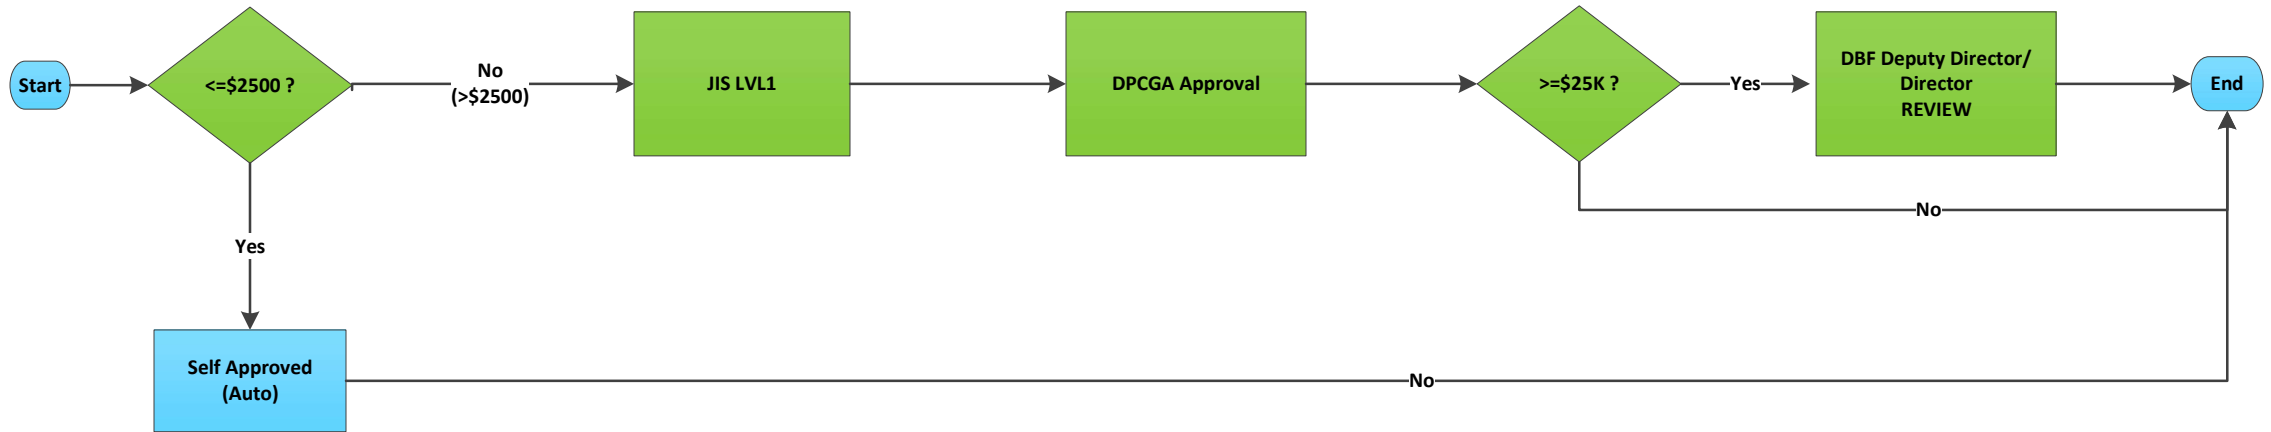 Start
<=$2500 ?
No
(>$2500)
JIS LVL1
DPCGA Approval
>=$25K ?
Yes
DBF Deputy Director/
Director
REVIEW
End
No
Yes
Self Approved
(Auto)
No